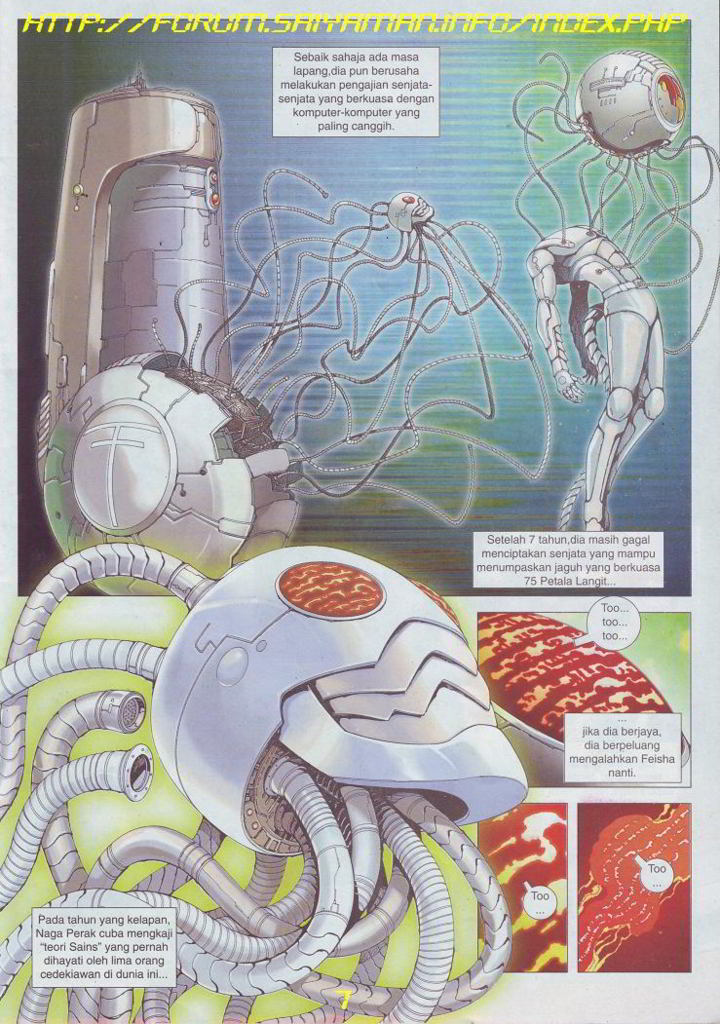 HTTP://FORUM.SAIYAMAN.INFO/INDEX.PHP
Sebaik sahaja ada masa
lapang,dia pun berusaha
melakukan pengajian senjata-
senjata yang berkuasa dengan
komputer-komputer yang
paling canggih.
Setelah 7 tahun,dia masih gagal
menciptakan senjata yang mampu
menumpaskan jaguh yang berkuasa
75 Petala Langit...
Too...
too...
too...
...
jika dia berjaya,
dia berpeluang
mengalahkan Feisha
nanti.
Too
...
Too
...
Pada tahun yang kelapan,
Naga Perak cuba mengkaji
“teori Sains” yang pernah
dihayati oleh lima orang
cedekiawan di dunia ini...
7